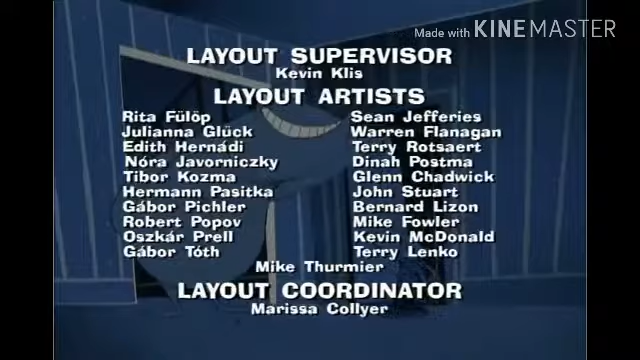 Made with KINEMASTER
LAYOUT SUPERVISOR
Kevin Klis
LAYOUT ARTISTS
Rita Fülöp Sean Jefferies
Julianna Glück Warren Flanagan
Edith Hernádi Terry Rotsaert
Nóra Javorniczky Dinah Postma
Tibor Kozma Glenn Chadwick
Hermann Pasitka John Stuart
Gábor Pichler Bernard Lizon
Robert Popov Mike Fowler
Oszkár Prell Kevin McDonald
Gábor Tóth Terry Lenko
Mike Thurmier
LAYOUT COORDINATOR
Marissa Collyer